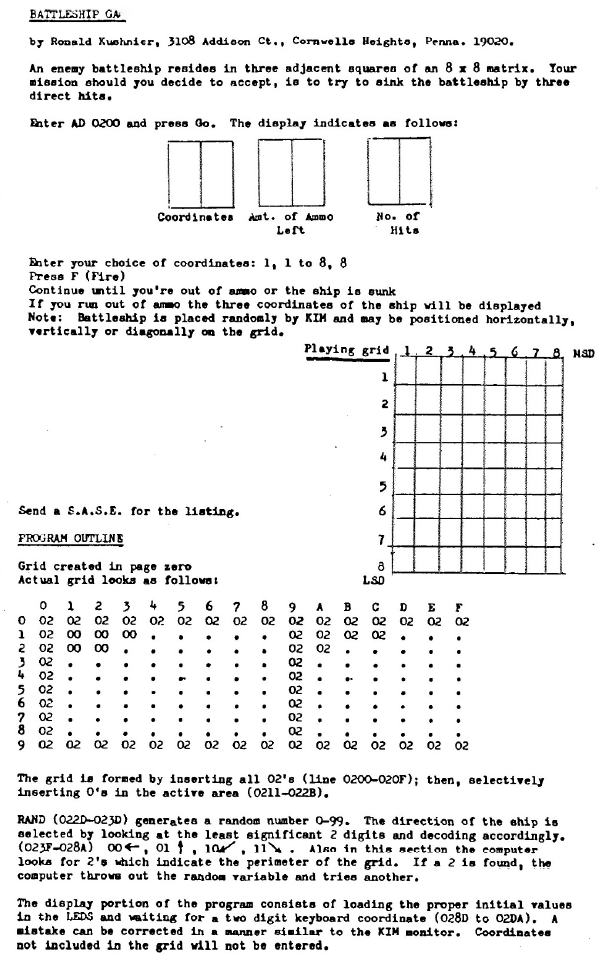 BATTLESHIP GA
by Ronald Kushnier, 3108 Addison Ct., Cornwells Heights, Penna. 19020.
An enemy battleship resides in three adjacent squares of an 8 x 8 matrix. Your
mission should you decide to accept, is to try to sink the battleship by three
direct hits.
Enter AD 0200 and press Go. The display indicates as follows:
Coordinates Amt. of Ammo No. of
Left Hits
Enter your choice of coordinates: 1, 1 to 8, 8
Press F (Fire)
Continue until you're out of ammo or the ship is sunk
If you run out of ammo the three coordinates of the ship will be displayed
Note: Battleship is placed randomly by KIM and may be positioned horizontally,
vertically or diagonally on the grid.
Playing grid 1 2 3 4 5 6 7 8 MSD
1
2
3
4
5
Send a S.A.S.E. for the listing. 6
PROGRAM OUTLINE 7
Grid created in page zero 8
Actual grid looks as follows: LSD
0 1 2 3 4 5 6 7 8 9 A B C D E F
0 02 02 02 02 02 02 02 02 02 02 02 02 02 02 02 02
1 02 00 00 00 . . . . . 02 02 02 02 . . .
2 02 00 00 . . . . . . 02 02 . . . . .
3 02 . . . . . . . . 02 . . . . . .
4 02 . . . . . . . . 02 . . . . . .
5 02 . . . . . . . . 02 . . . . . .
6 02 . . . . . . . . 02 . . . . . .
7 02 . . . . . . . . 02 . . . . . .
8 02 . . . . . . . . 02 . . . . . .
9 02 02 02 02 02 02 02 02 02 02 02 02 02 02 02 02
The grid is formed by inserting all 02's (line 0200-020F); then, selectively
inserting 0's in the active area (0211-022B).
RAND (022D-023D) generates a random number 0-99. The direction of the ship is
selected by looking at the least significant 2 digits and decoding accordingly.
(023F-028A) 00←, 01↑, 10↙, 11↘. Also in this section the computer
looks for 2's which indicate the perimeter of the grid. If a 2 is found, the
computer throws out the random variable and tries another.
The display portion of the program consists of loading the proper initial values
in the LEDS and waiting for a two digit keyboard coordinate (028D to 02DA). A
mistake can be corrected in a manner similar to the KIM monitor. Coordinates
not included in the grid will not be entered.